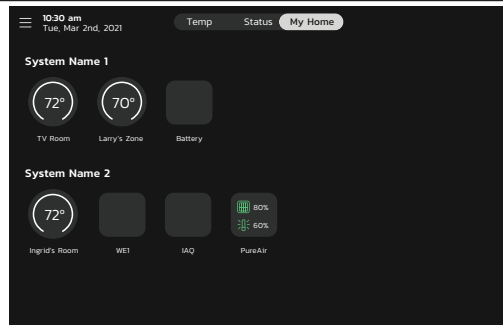 10:30 am
Tue, Mar 2nd, 2021
Temp Status My Home
System Name 1
72° 70°
TV Room Larry's Zone Battery
System Name 2
72° 80%
60%
Ingrid's Room WE1 IAQ PureAir